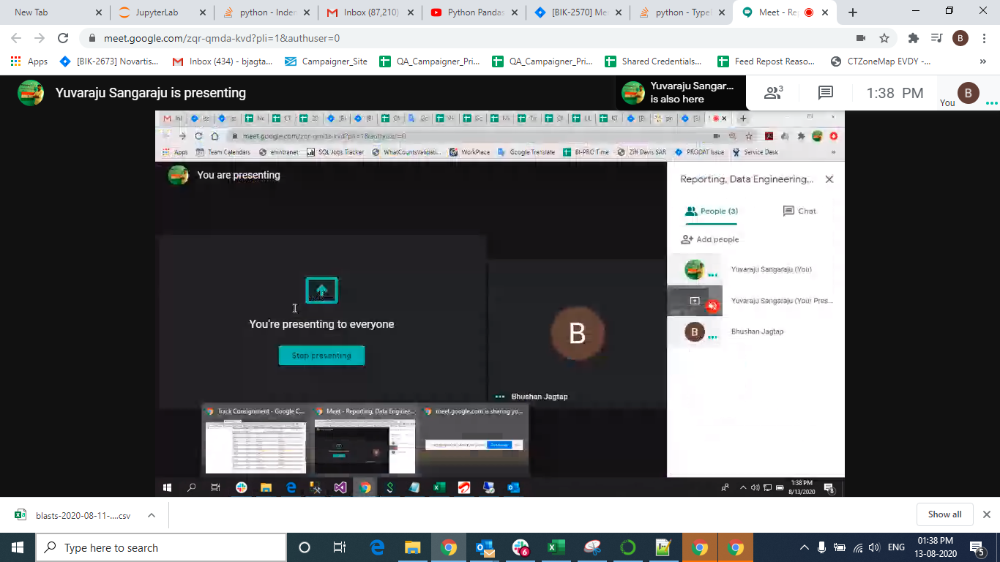 New Tab
JupyterLab
python - Inder
Inbox (87,210)
Python Pandas
[BIK-2570] Me
python - Type
Meet - Re
meet.google.com/zqr-qmda-kvd?pli=1&authuser=0
B
Apps
[BIK-2673] Novartis...
Inbox (434) - bjagta...
Campaigner_Site
QA_Campaigner_Pri...
QA_Campaigner_Pri...
Shared Credentials...
Feed Repost Reaso...
CTZoneMap EVDY -...
»
Yuvaraju Sangaraju is presenting
Yuvaraju Sangar...
is also here
3
1:38 PM
You
B
meet.google.com/zqr-qmda-kvd?pli=1&authuser=0
Apps
Team Calendars
ehintranet
SQL Jobs Tracker
WhatCountsValidati...
WorkPlace
Google Translate
BI-PRO Time
Ziff Davis SAR
PRODAT Issue
Service Desk
»
You are presenting
Reporting, Data Engineering...
People (3)
Chat
Add people
Yuvaraju Sangaraju (You)
Yuvaraju Sangaraju (Your Pres...
B
Bhushan Jagtap
You're presenting to everyone
Stop presenting
B
Bhushan Jagtap
Track Consignment - Google C...
Meet - Reporting, Data Enginee...
meet.google.com is sharing yo...
1:38 PM
8/13/2020
8
blasts-2020-08-11-....csv
Show all
Type here to search
6
ENG
01:38 PM
13-08-2020
5